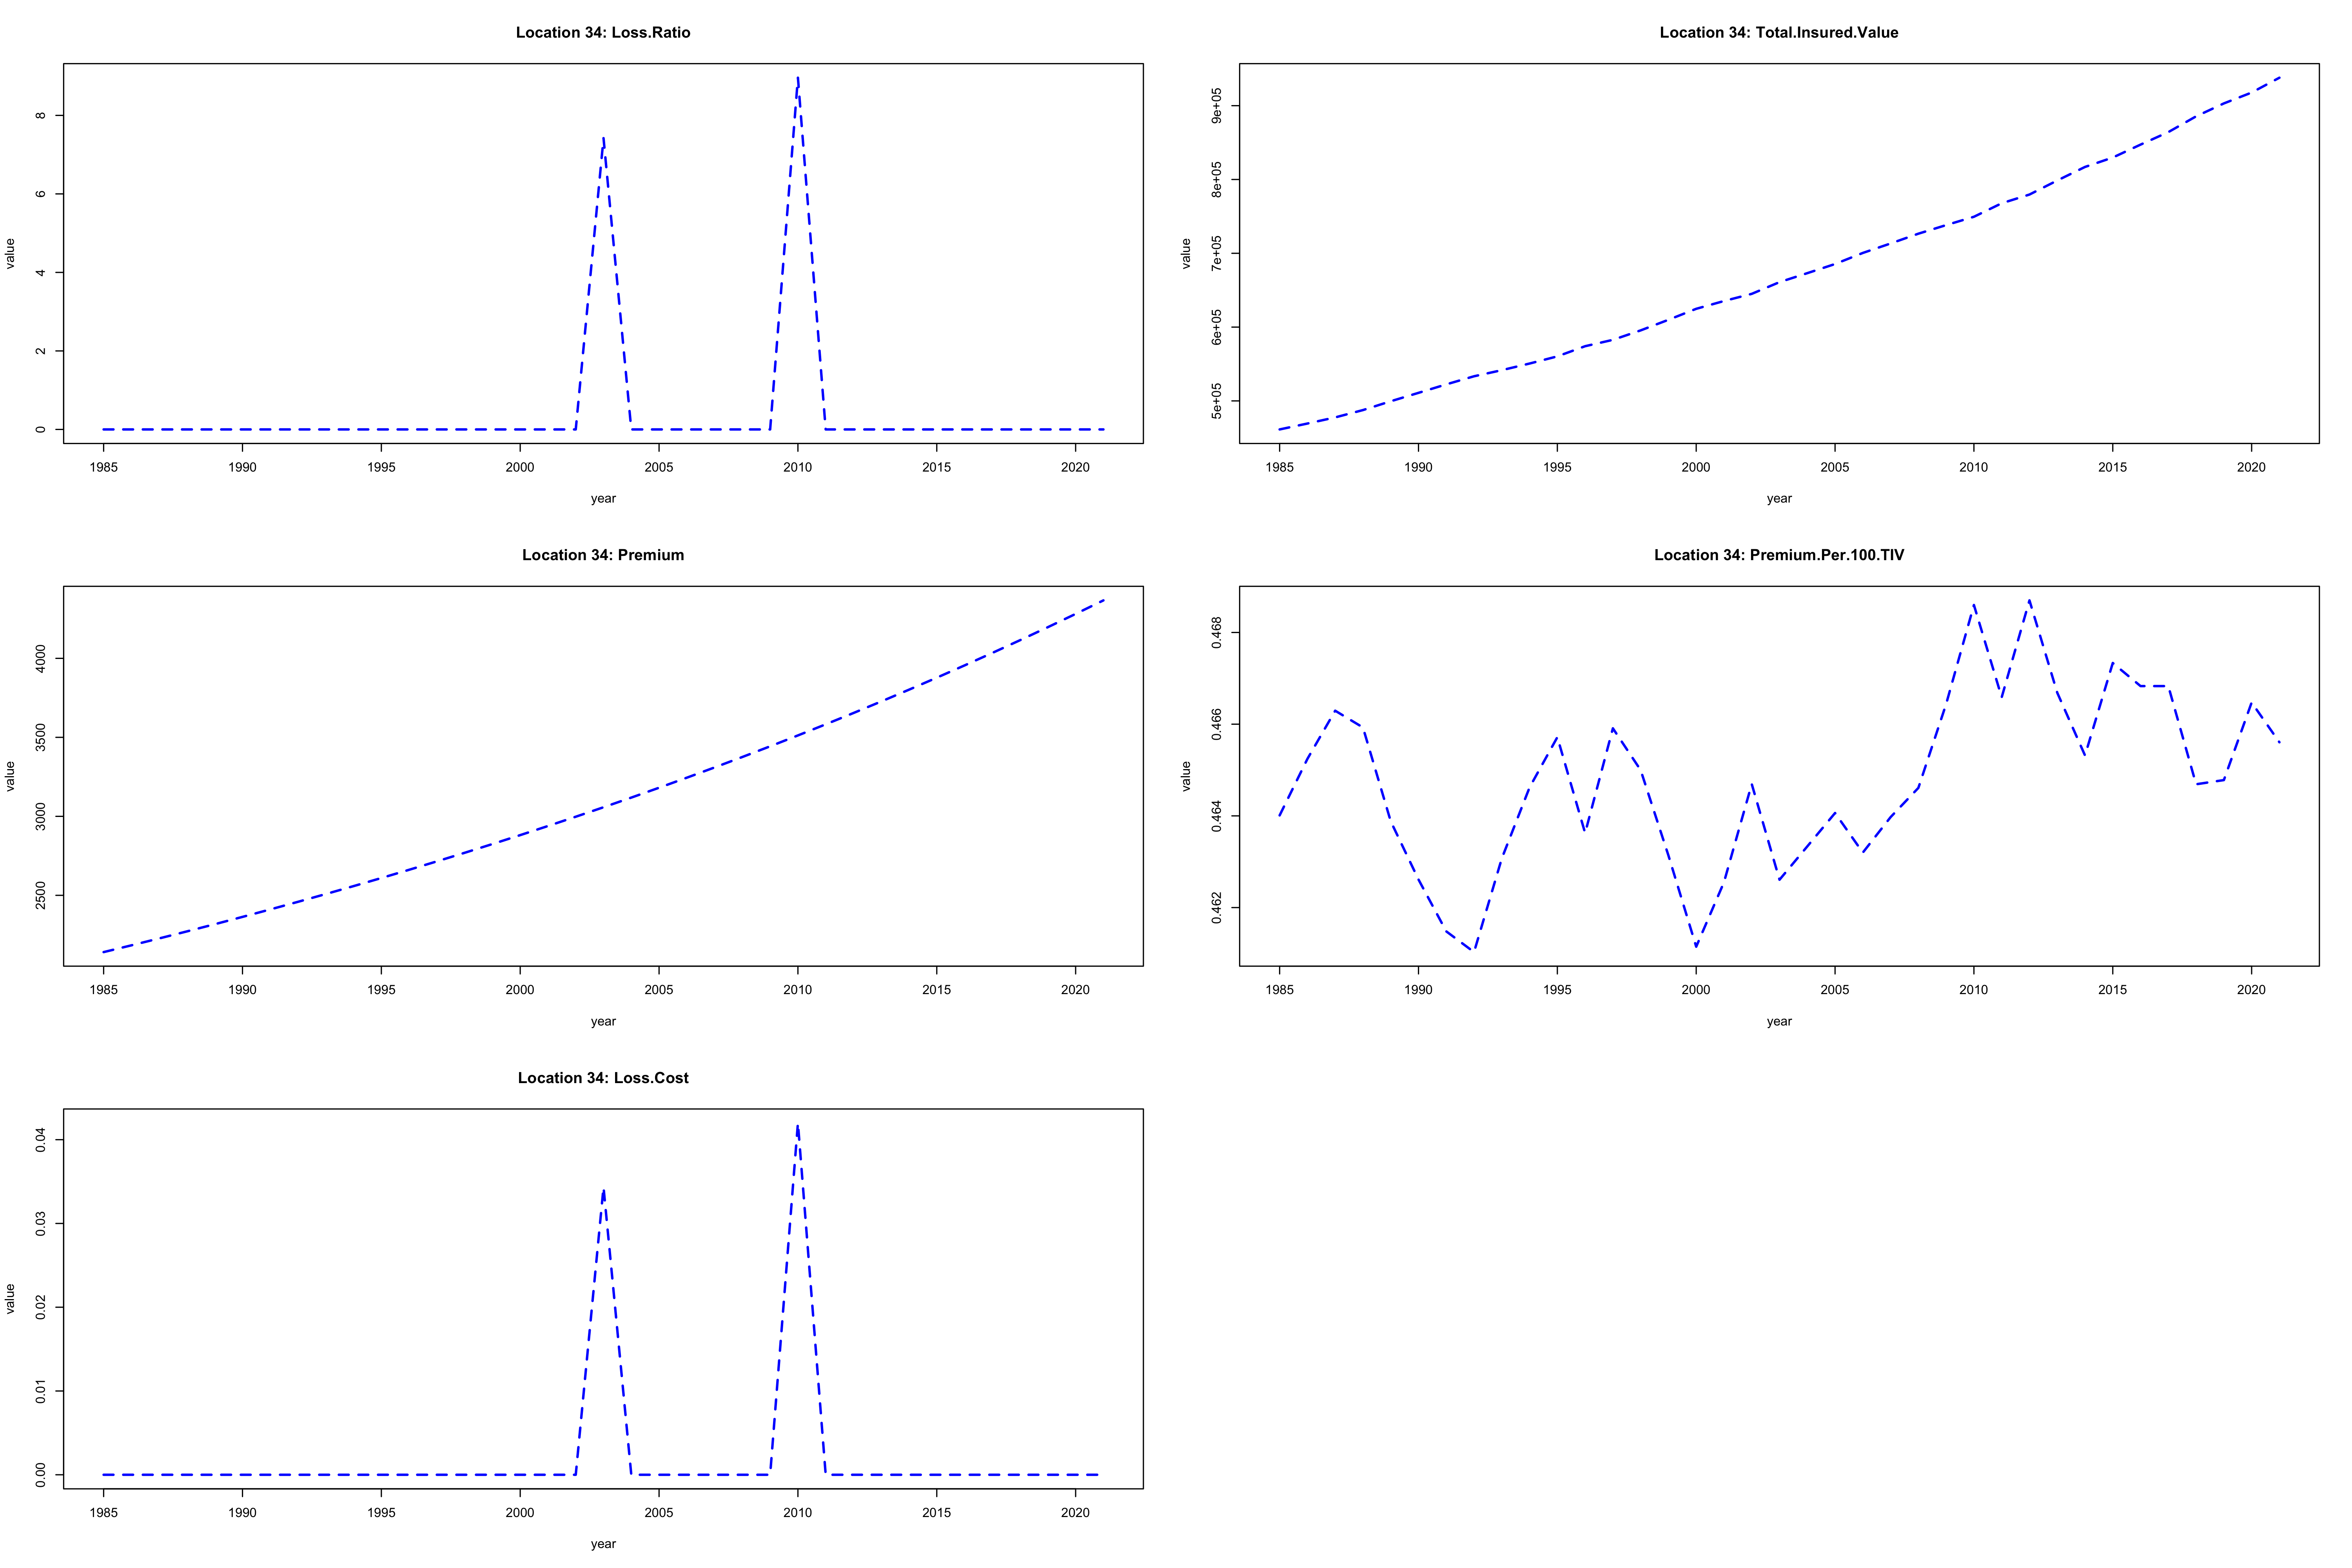 Location 34: Loss.Ratio
value
8
6
4
2
0
1985 1990 1995 2000 2005 2010 2015 2020
year
Location 34: Total.Insured.Value
value
9e+05
8e+05
7e+05
6e+05
5e+05
1985 1990 1995 2000 2005 2010 2015 2020
year
Location 34: Premium
value
4000
3500
3000
2500
1985 1990 1995 2000 2005 2010 2015 2020
year
Location 34: Premium.Per.100.TIV
value
0.468
0.466
0.464
0.462
1985 1990 1995 2000 2005 2010 2015 2020
year
Location 34: Loss.Cost
value
0.04
0.03
0.02
0.01
0.00
1985 1990 1995 2000 2005 2010 2015 2020
year